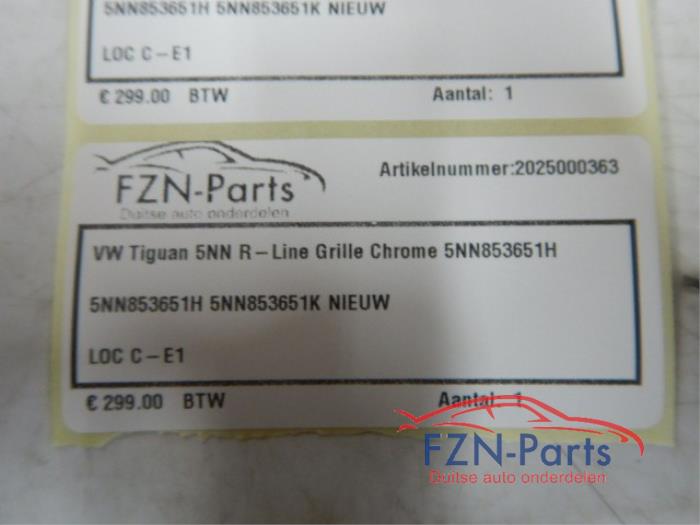 5NN853651H 5NN853651K NIEUW
LOC C-E1
€ 299.00 BTW Aantal: 1
FZN-Parts
Duitse auto onderdelen
Artikelnummer:2025000363
VW Tiguan 5NN R-Line Grille Chrome 5NN853651H
5NN853651H 5NN853651K NIEUW
LOC C-E1
€ 299.00 BTW Aantal: 1
FZN-Parts
Duitse auto onderdelen